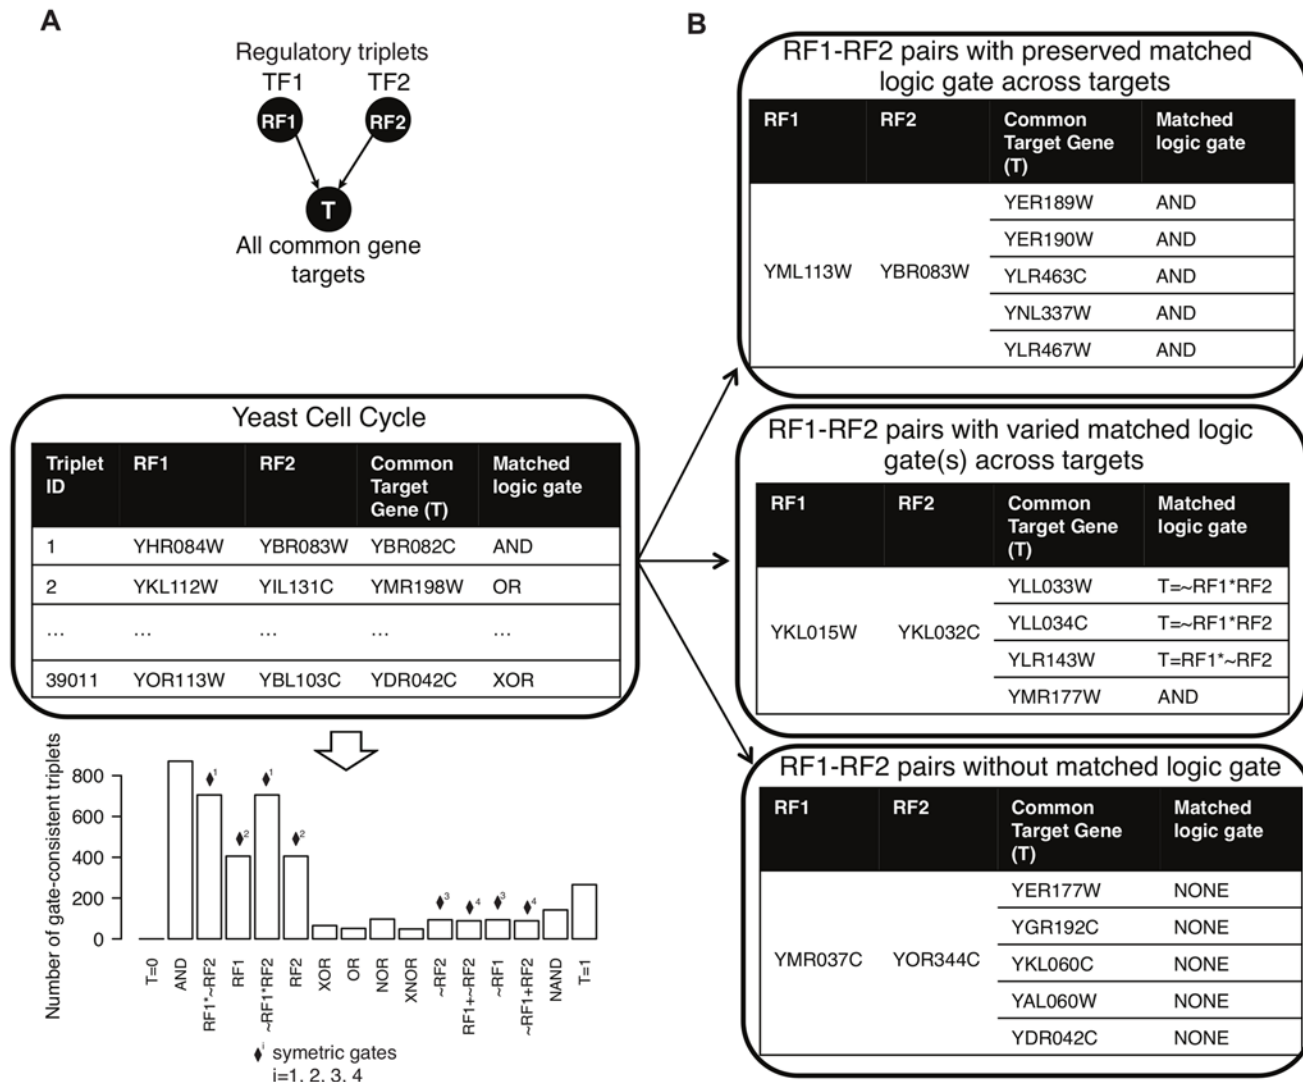 A
Regulatory triplets
TF1 TF2
RF1 RF2
T
All common gene
targets
Yeast Cell Cycle
Triplet ID RF1 RF2 Common Target Gene (T) Matched logic gate
1 YHR084W YBR083W YBR082C AND
2 YKL112W YIL131C YMR198W OR
... ... ... ... ...
39011 YOR113W YBL103C YDR042C XOR
Number of gate-consistent triplets
800
600
400
200
0
♦1 ♦2 ♦1 ♦2 ♦3 ♦4 ♦3 ♦4
T=0
AND
RF1*~RF2
RF1
~RF1*RF2
RF2
XOR
OR
NOR
XNOR
~RF2
RF1+~RF2
~RF1
~RF1+RF2
NAND
T=1
♦i symetric gates
i=1, 2, 3, 4
B
RF1-RF2 pairs with preserved matched
logic gate across targets
RF1 RF2 Common Target Gene (T) Matched logic gate
YML113W YBR083W
YER189W AND
YER190W AND
YLR463C AND
YNL337W AND
YLR467W AND
RF1-RF2 pairs with varied matched logic
gate(s) across targets
RF1 RF2 Common Target Gene (T) Matched logic gate
YKL015W YKL032C
YLL033W T=~RF1*RF2
YLL034C T=~RF1*RF2
YLR143W T=RF1*~RF2
YMR177W AND
RF1-RF2 pairs without matched logic gate
RF1 RF2 Common Target Gene (T) Matched logic gate
YMR037C YOR344C
YER177W NONE
YGR192C NONE
YKL060C NONE
YAL060W NONE
YDR042C NONE